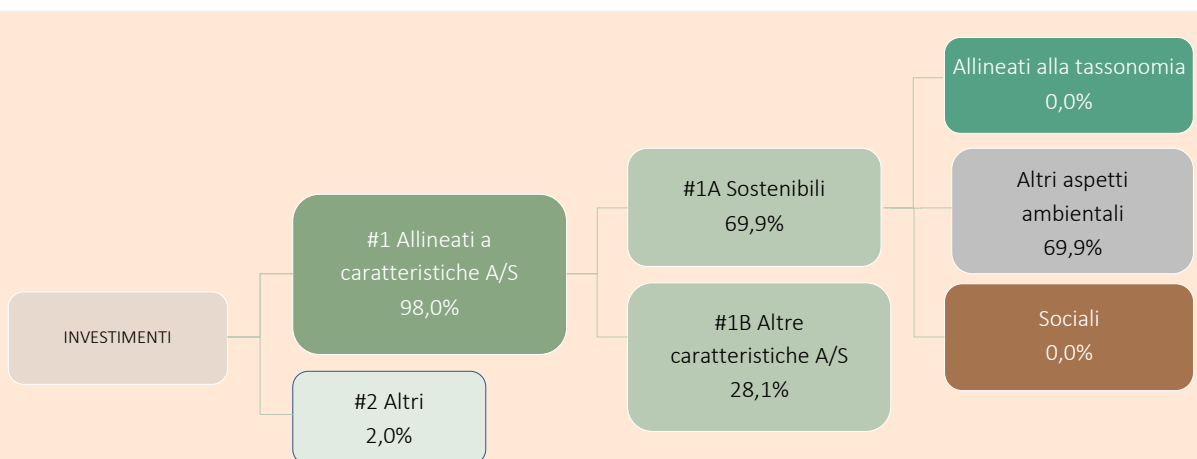 INVESTIMENTI
#1 Allineati a
caratteristiche A/S
98,0%
#2 Altri
2,0%
#1A Sostenibili
69,9%
#1B Altre
caratteristiche A/S
28,1%
Allineati alla tassonomia
0,0%
Altri aspetti
ambientali
69,9%
Sociali
0,0%